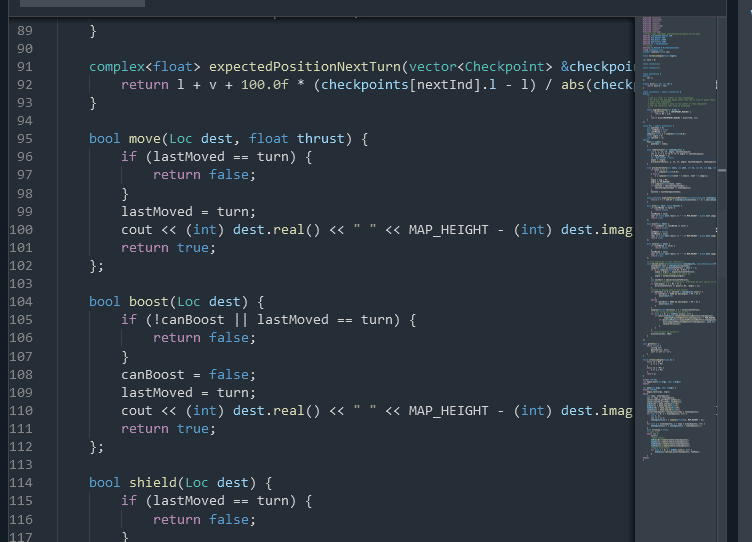 89 }
90
91 complex<float> expectedPositionNextTurn(vector<Checkpoint> &checkpoi
92 return l + v + 100.0f * (checkpoints[nextInd].l - l) / abs(check
93 }
94
95 bool move(Loc dest, float thrust) {
96 if (lastMoved == turn) {
97 return false;
98 }
99 lastMoved = turn;
100 cout << (int) dest.real() << " " << MAP_HEIGHT - (int) dest.imag
101 return true;
102 };
103
104 bool boost(Loc dest) {
105 if (!canBoost || lastMoved == turn) {
106 return false;
107 }
108 canBoost = false;
109 lastMoved = turn;
110 cout << (int) dest.real() << " " << MAP_HEIGHT - (int) dest.imag
111 return true;
112 };
113
114 bool shield(Loc dest) {
115 if (lastMoved == turn) {
116 return false;
117 }